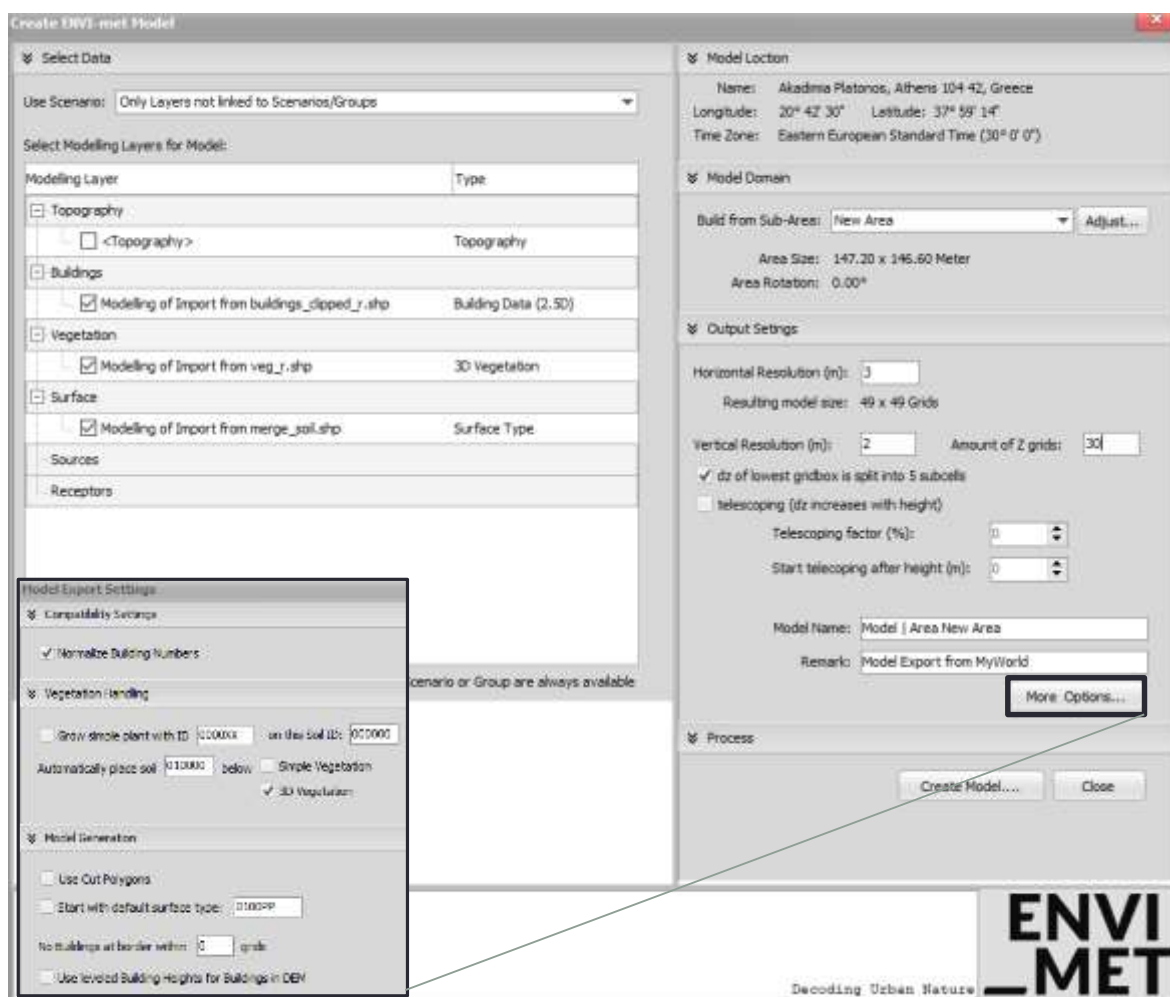 Create ENVI-met Model
Select Data
Use Scenario: Only Layers not linked to Scenarios/Groups
Select Modelling Layers for Model:
Modelling Layer Type
Topography
<Topography> Topography
Buildings
Modelling of Import from buildings_clipped_r.shp Building Data (2.5D)
Vegetation
Modelling of Import from veg_r.shp 3D Vegetation
Surface
Modelling of Import from merge_soil.shp Surface Type
Sources
Receptors
cenario or Group are always available
Model Export Settings
Compatibility Settings
Normalize Building Numbers
Vegetation Handling
Grow simple plant with ID 0000XX on this Soil ID: 000000
Automatically place soil 010000 below Simple Vegetation
3D Vegetation
Model Generation
Use Cut Polygons
Start with default surface type: 0100PP
No Buildings at border within grids
Use leveled Building Heights for Buildings in DEM
Model Loction
Name: Akadimia Platonos, Athens 104 42, Greece
Longitude: 20° 42' 30" Latitude: 37° 59' 14"
Time Zone: Eastern European Standard Time (30° 0' 0")
Model Domain
Build from Sub-Area: New Area Adjust...
Area Size: 147.20 x 146.60 Meter
Area Rotation: 0.00°
Output Setings
Horizontal Resolution (m): 3
Resulting model size: 49 x 49 Grids
Vertical Resolution (m): 2 Amount of Z grids: 30
dz of lowest gridbox is split into 5 subcells
telescoping (dz increases with height)
Telescoping factor (%): 0
Start telecoping after height (m): 0
Model Name: Model | Area New Area
Remark: Model Export from MyWorld
More Options...
Process
Create Model.... Close
ENVI
_MET
Decoding Urban Nature